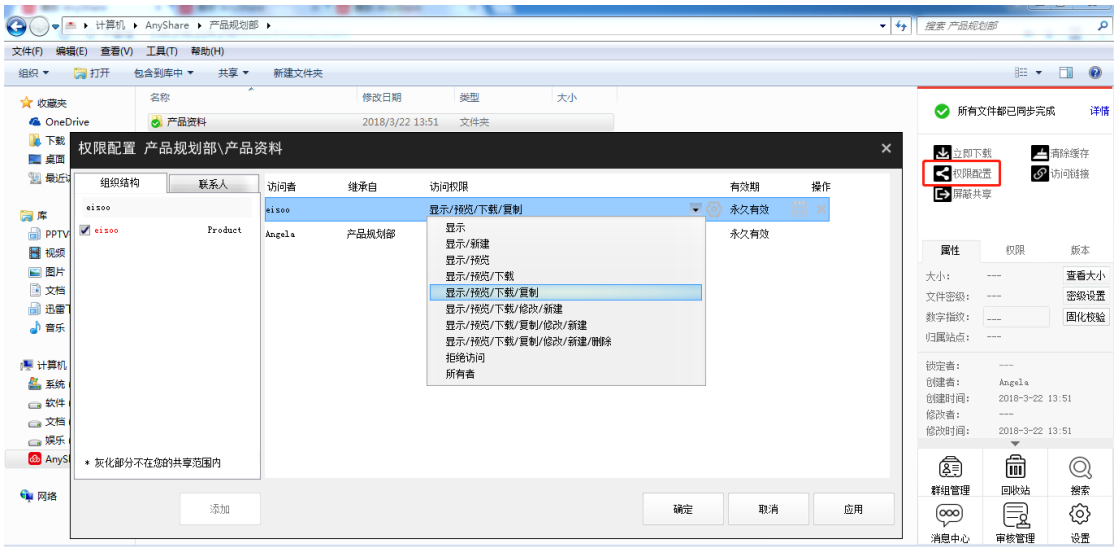 计算机 AnyShare 产品规划部 搜索 产品规划部
文件(F) 编辑(E) 查看(V) 工具(T) 帮助(H)
组织 打开 包含到库中 共享 新建文件夹
收藏夹
OneDrive
下载
桌面
库
PPTV
视频
图片
文档
音乐
计算机
系统
软件
文档
娱乐
网络
名称 修改日期 类型 大小
产品资料 2018/3/22 13:51 文件夹
权限配置 产品规划部\产品资料
组织结构 联系人
eisoo
eisoo Product
* 灰化部分不在您的共享范围内
添加
访问者 继承自 访问权限 有效期 操作
eisoo 显示/预览/下载/复制 永久有效
Angela 产品规划部 永久有效
显示
显示/新建
显示/预览
显示/预览/下载
显示/预览/下载/复制
显示/预览/下载/修改/新建
显示/预览/下载/复制/修改/新建
显示/预览/下载/复制/修改/新建/删除
拒绝访问
所有者
确定 取消 应用
所有文件都已同步完成 详情
立即下载 清除缓存
权限配置 访问链接
屏蔽共享
属性 权限 版本
大小: --- 查看大小
文件密级: --- 密级设置
数字指纹: --- 固化校验
归属站点: ---
锁定者: ---
创建者: Angela
创建时间: 2018-3-22 13:51
修改者: ---
修改时间: 2018-3-22 13:51
群组管理 回收站 搜索
消息中心 审核管理 设置